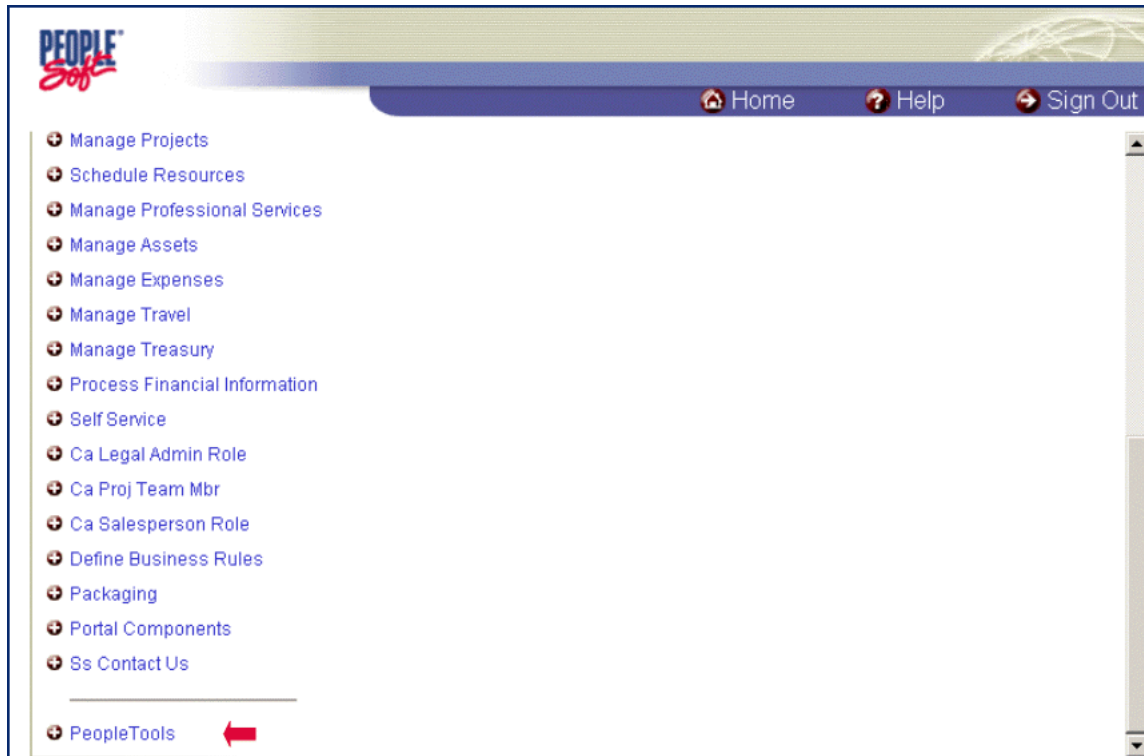 PEOPLE
Soft
Home Help Sign Out
Manage Projects
Schedule Resources
Manage Professional Services
Manage Assets
Manage Expenses
Manage Travel
Manage Treasury
Process Financial Information
Self Service
Ca Legal Admin Role
Ca Proj Team Mbr
Ca Salesperson Role
Define Business Rules
Packaging
Portal Components
Ss Contact Us
PeopleTools